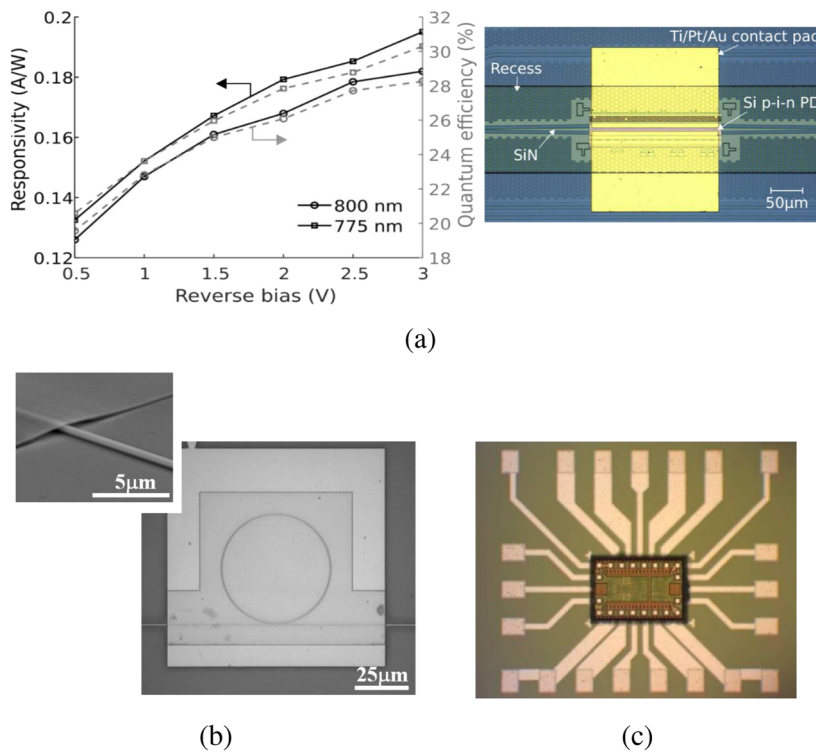 0.2
0.18
0.16
0.14
0.12
Responsivity (A/W)
0.5
1
1.5
2
2.5
3
Reverse bias (V)
32
30
28
26
24
22
20
18
Quantum efficiency (%)
800 nm
775 nm
Ti/Pt/Au contact pad
Recess
Si p-i-n PD
SiN
50μm
(a)
5μm
25μm
(b)
(c)